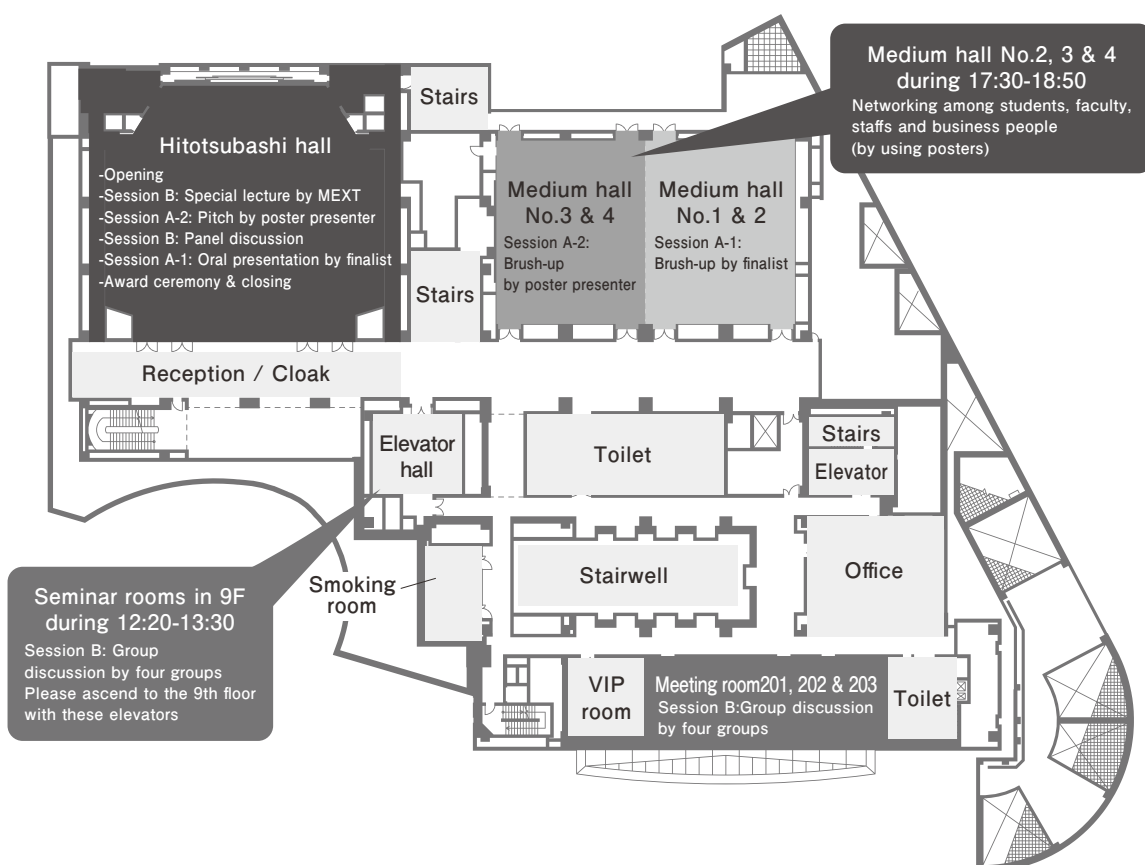 Medium hall No.2, 3 & 4
during 17:30-18:50
Networking among students, faculty,
staffs and business people
(by using posters)
Stairs
Hitotsubashi hall
-Opening
-Session B: Special lecture by MEXT
-Session A-2: Pitch by poster presenter
-Session B: Panel discussion
-Session A-1: Oral presentation by finalist
-Award ceremony & closing
Medium hall
No.3 & 4
Session A-2:
Brush-up
by poster presenter
Medium hall
No.1 & 2
Session A-1:
Brush-up by finalist
Stairs
Reception / Cloak
Elevator
hall
Toilet
Stairs
Elevator
Smoking
room
Stairwell
Office
Seminar rooms in 9F
during 12:20-13:30
Session B: Group
discussion by four groups
Please ascend to the 9th floor
with these elevators
VIP
room
Meeting room201, 202 & 203
Session B:Group discussion
by four groups
Toilet